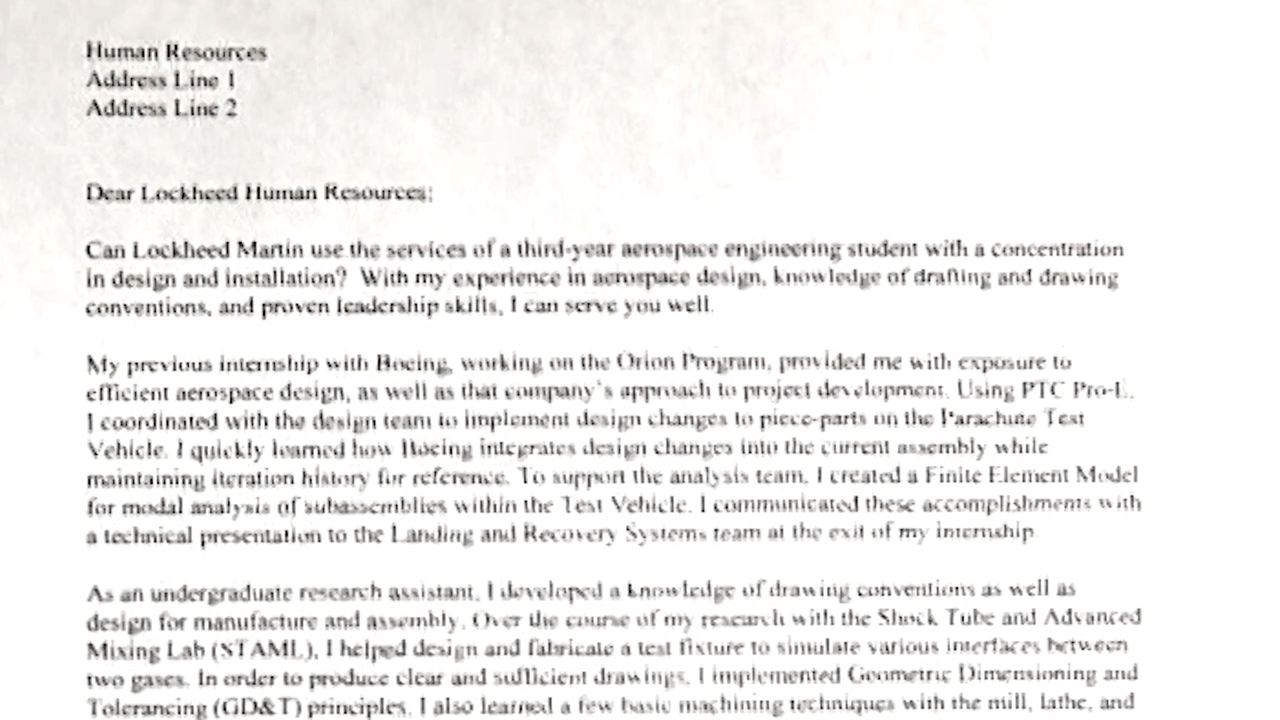 Human Resources
Address Line 1
Address Line 2
Dear Lockheed Human Resources;
Can Lockheed Martin use the services of a third-year aerospace engineering student with a concentration
in design and installation? With my experience in aerospace design, knowledge of drafting and drawing
conventions, and proven leadership skills, I can serve you well.
My previous internship with Boeing, working on the Orion Program, provided me with exposure to
efficient aerospace design, as well as that company's approach to project development. Using PTC Pro-E,
I coordinated with the design team to implement design changes to piece-parts on the Parachute Test
Vehicle. I quickly learned how Boeing integrates design changes into the current assembly while
maintaining iteration history for reference. To support the analysis team, I created a Finite Element Model
for modal analysis of subassemblies within the Test Vehicle. I communicated these accomplishments with
a technical presentation to the Landing and Recovery Systems team at the exit of my internship.
As an undergraduate research assistant, I developed a knowledge of drawing conventions as well as
design for manufacture and assembly. Over the course of my research with the Shock Tube and Advanced
Mixing Lab (STAML), I helped design and fabricate a test fixture to simulate various interfaces between
two gases. In order to produce clear and sufficient drawings, I implemented Geometric Dimensioning and
Tolerancing (GD&T) principles. I also learned a few basic machining techniques with the mill, lathe, and